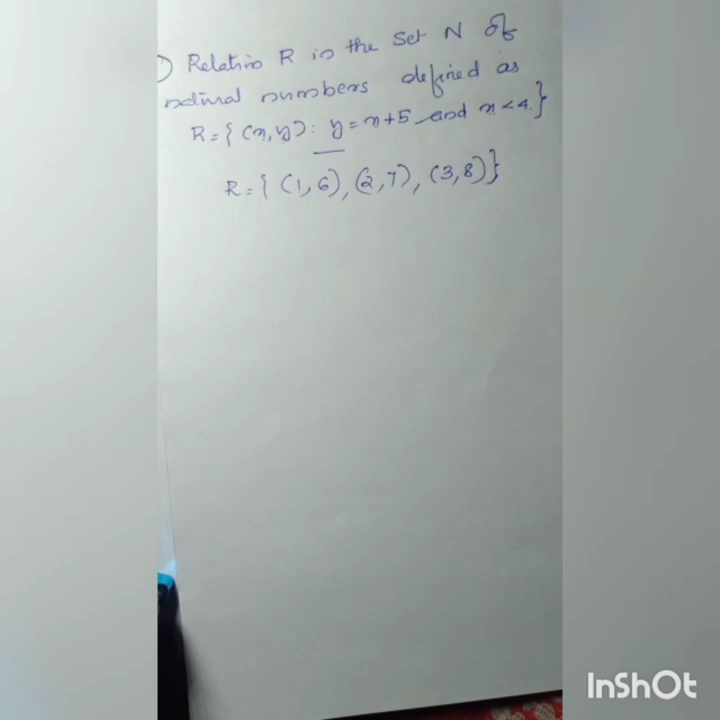 ) Relation R in the Set N of
natural numbers defined as
R = { (x, y) : y = x + 5 and x < 4. }
R = { (1, 6), (2, 7), (3, 8) }
InShOt